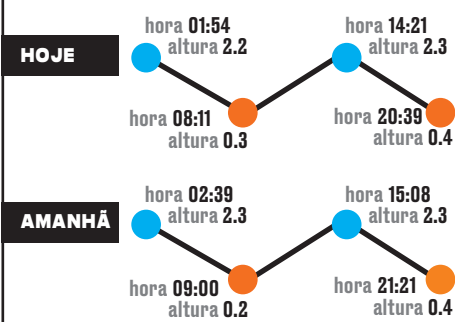 HOJE
hora 01:54
altura 2.2
hora 08:11
altura 0.3
hora 14:21
altura 2.3
hora 20:39
altura 0.4
AMANHÃ
hora 02:39
altura 2.3
hora 09:00
altura 0.2
hora 15:08
altura 2.3
hora 21:21
altura 0.4